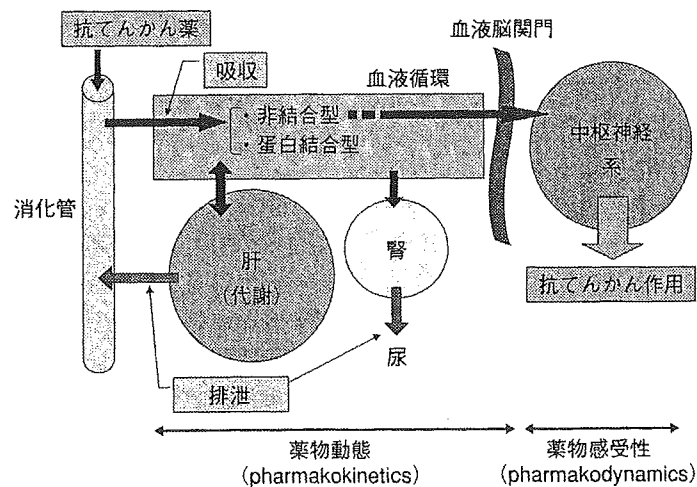 抗てんかん薬
血液脳関門
吸収
血液循環
・非結合型
・蛋白結合型
中枢神経
系
消化管
肝
(代謝)
腎
抗てんかん作用
尿
排泄
薬物動態
(pharmakokinetics)
薬物感受性
(pharmakodynamics)